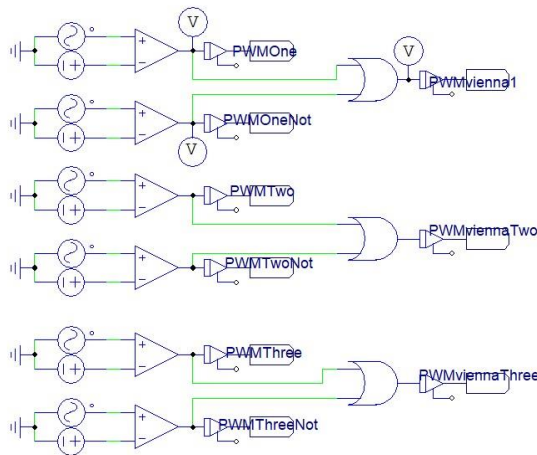 V
V
PWMOne
PWMvienna1
PWMOneNot
V
PWMTwo
PWMviennaTwo
PWMTwoNot
PWMThree
PWMviennaThree
PWMThreeNot